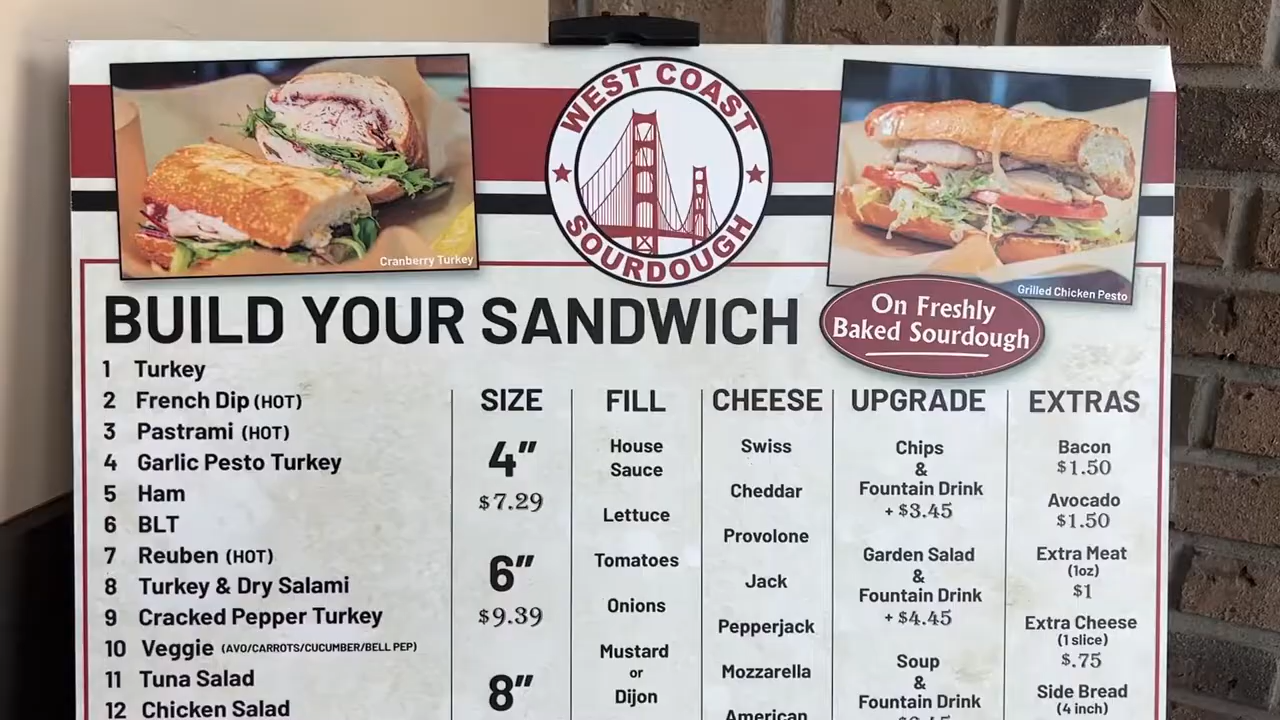 WEST COAST
SOURDOUGH
Cranberry Turkey
Grilled Chicken Pesto
BUILD YOUR SANDWICH
On Freshly
Baked Sourdough
1 Turkey
2 French Dip (HOT)
3 Pastrami (HOT)
4 Garlic Pesto Turkey
5 Ham
6 BLT
7 Reuben (HOT)
8 Turkey & Dry Salami
9 Cracked Pepper Turkey
10 Veggie (AVO/CARROTS/CUCUMBER/BELL PEP)
11 Tuna Salad
12 Chicken Salad
SIZE
4"
$7.29
6"
$9.39
8"
FILL
House
Sauce
Lettuce
Tomatoes
Onions
Mustard
or
Dijon
CHEESE
Swiss
Cheddar
Provolone
Jack
Pepperjack
Mozzarella
American
UPGRADE
Chips
&
Fountain Drink
+ $3.45
Garden Salad
&
Fountain Drink
+ $4.45
Soup
&
Fountain Drink
EXTRAS
Bacon
$1.50
Avocado
$1.50
Extra Meat
(1oz)
$1
Extra Cheese
(1 slice)
$.75
Side Bread
(4 inch)